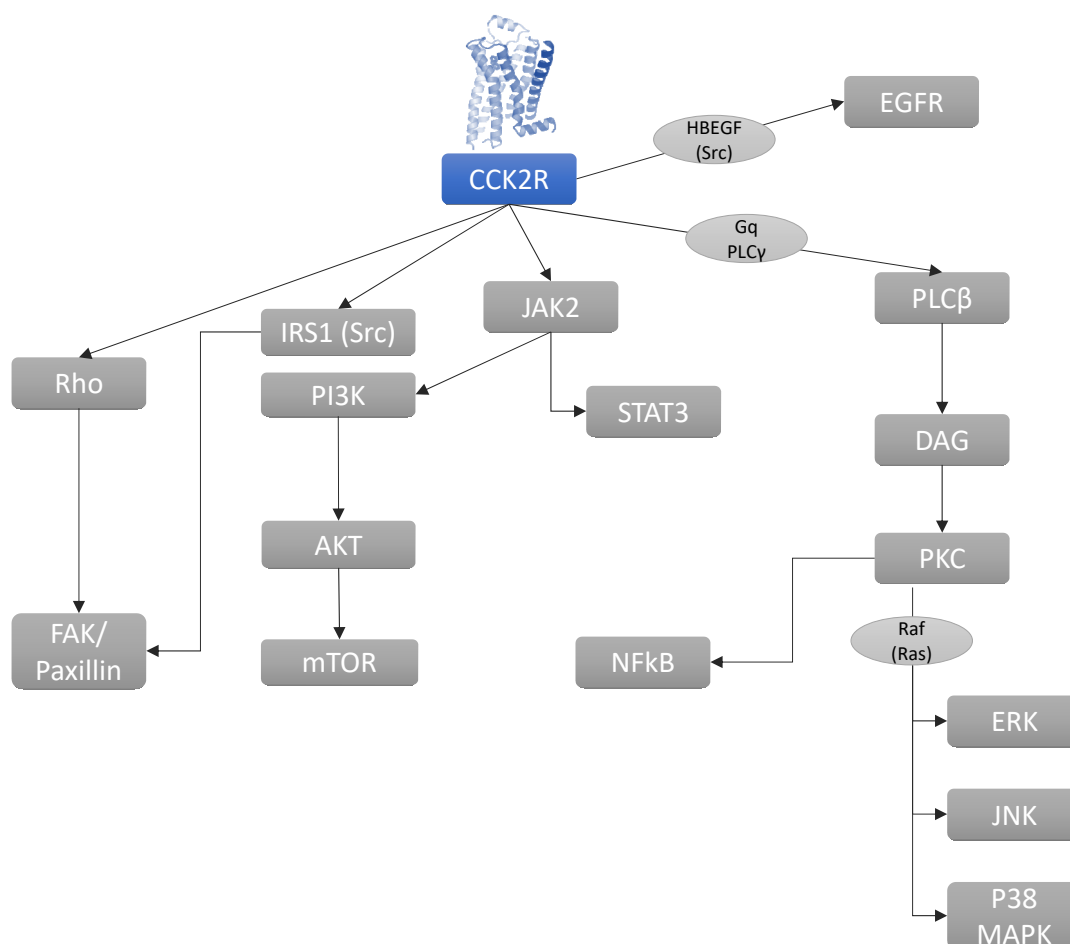 EGFR
HBEGF
(Src)
CCK2R
Gq
PLCγ
PLCβ
JAK2
IRS1 (Src)
Rho
PI3K
STAT3
DAG
AKT
PKC
FAK/
Paxillin
mTOR
NFkB
Raf
(Ras)
ERK
JNK
P38
MAPK